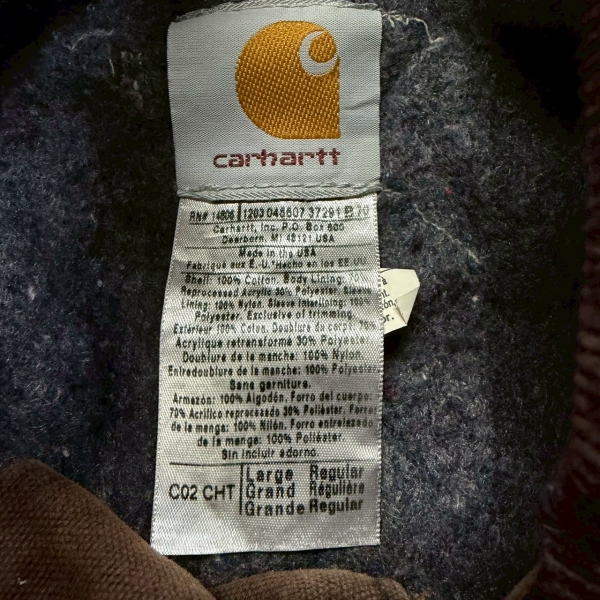 carhartt
RN# 14806 1203 048607 37291 70
Carhartt, Inc. P.O. Box 600
Dearborn, MI 48121 USA
Made in the USA
Fabriqué aux E.U.*Hecho en los EE.UU.
Shell: 100% Cotton. Body Lining: 70%
Reprocessed Acrylic 30% Polyester. Sleeve
Lining: 100% Nylon. Sleeve Interlining: 100%
Polyester. Exclusive of trimming.
Extérieur 100% Coton. Doublure du corps: 70%
Acrylique retransformé 30% Polyester.
Doublure de la manche: 100% Nylon.
Entredoublure de la manche: 100% Polyester
Sans garniture.
Armazón: 100% Algodón. Forro del cuerpo:
70% Acrílico reprocezado 30% Poliéster. Forro
de la manga: 100% Nilón. Forro entrelazado
de la manga: 100% Poliéster.
Sin incluir adorno.
C02 CHT
Large Regular
Grand Régulière
Grande Regular